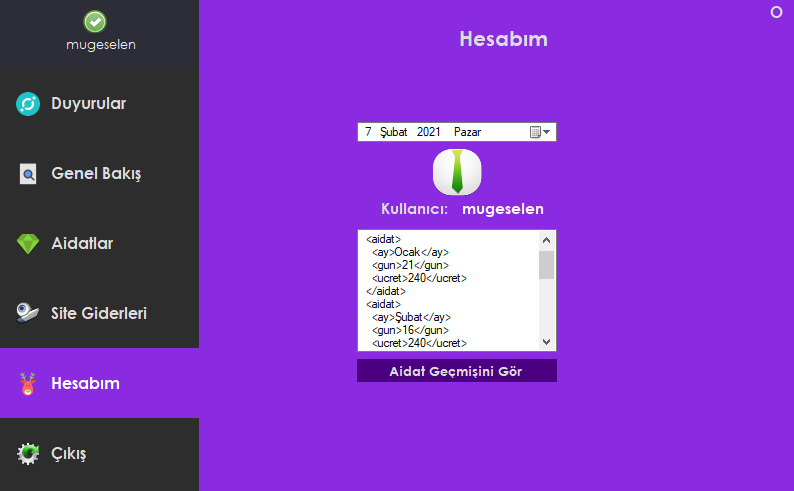 mugeselen
Duyurular
Genel Bakış
Aidatlar
Site Giderleri
Hesabım
Çıkış
Hesabım
7 Şubat 2021 Pazar
Kullanıcı: mugeselen
<aidat>
<ay>Ocak</ay>
<gun>21</gun>
<ucret>240</ucret>
</aidat>
<aidat>
<ay>Şubat</ay>
<gun>16</gun>
<ucret>240</ucret>
Aidat Geçmişini Gör